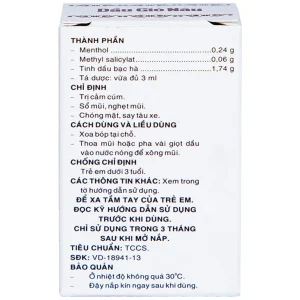 Dầu Gió Nâu
THÀNH PHẦN
– Menthol 0,24 g
– Methyl salicylat 0,06 g
– Tinh dầu bạc hà 1,74 g
– Tá dược: vừa đủ 3 ml
CHỈ ĐỊNH
– Trị cảm cúm.
– Sổ mũi, nghẹt mũi.
– Chóng mặt, say tàu xe.
CÁCH DÙNG VÀ LIỀU DÙNG
– Xoa bóp tại chỗ.
– Thoa mũi hoặc pha vài giọt dầu
vào nước nóng để xông mũi.
CHỐNG CHỈ ĐỊNH
Trẻ em dưới 3 tuổi.
CÁC THÔNG TIN KHÁC: Xem trong
tờ hướng dẫn sử dụng.
ĐỂ XA TẦM TAY CỦA TRẺ EM.
ĐỌC KỸ HƯỚNG DẪN SỬ DỤNG
TRƯỚC KHI DÙNG.
CHỈ SỬ DỤNG TRONG 3 THÁNG
SAU KHI MỞ NẮP.
TIÊU CHUẨN: TCCS.
SĐK: VD-18941-13
BẢO QUẢN
– Ở nhiệt độ không quá 30°C.
– Đậy nắp kín ngay sau khi dùng.